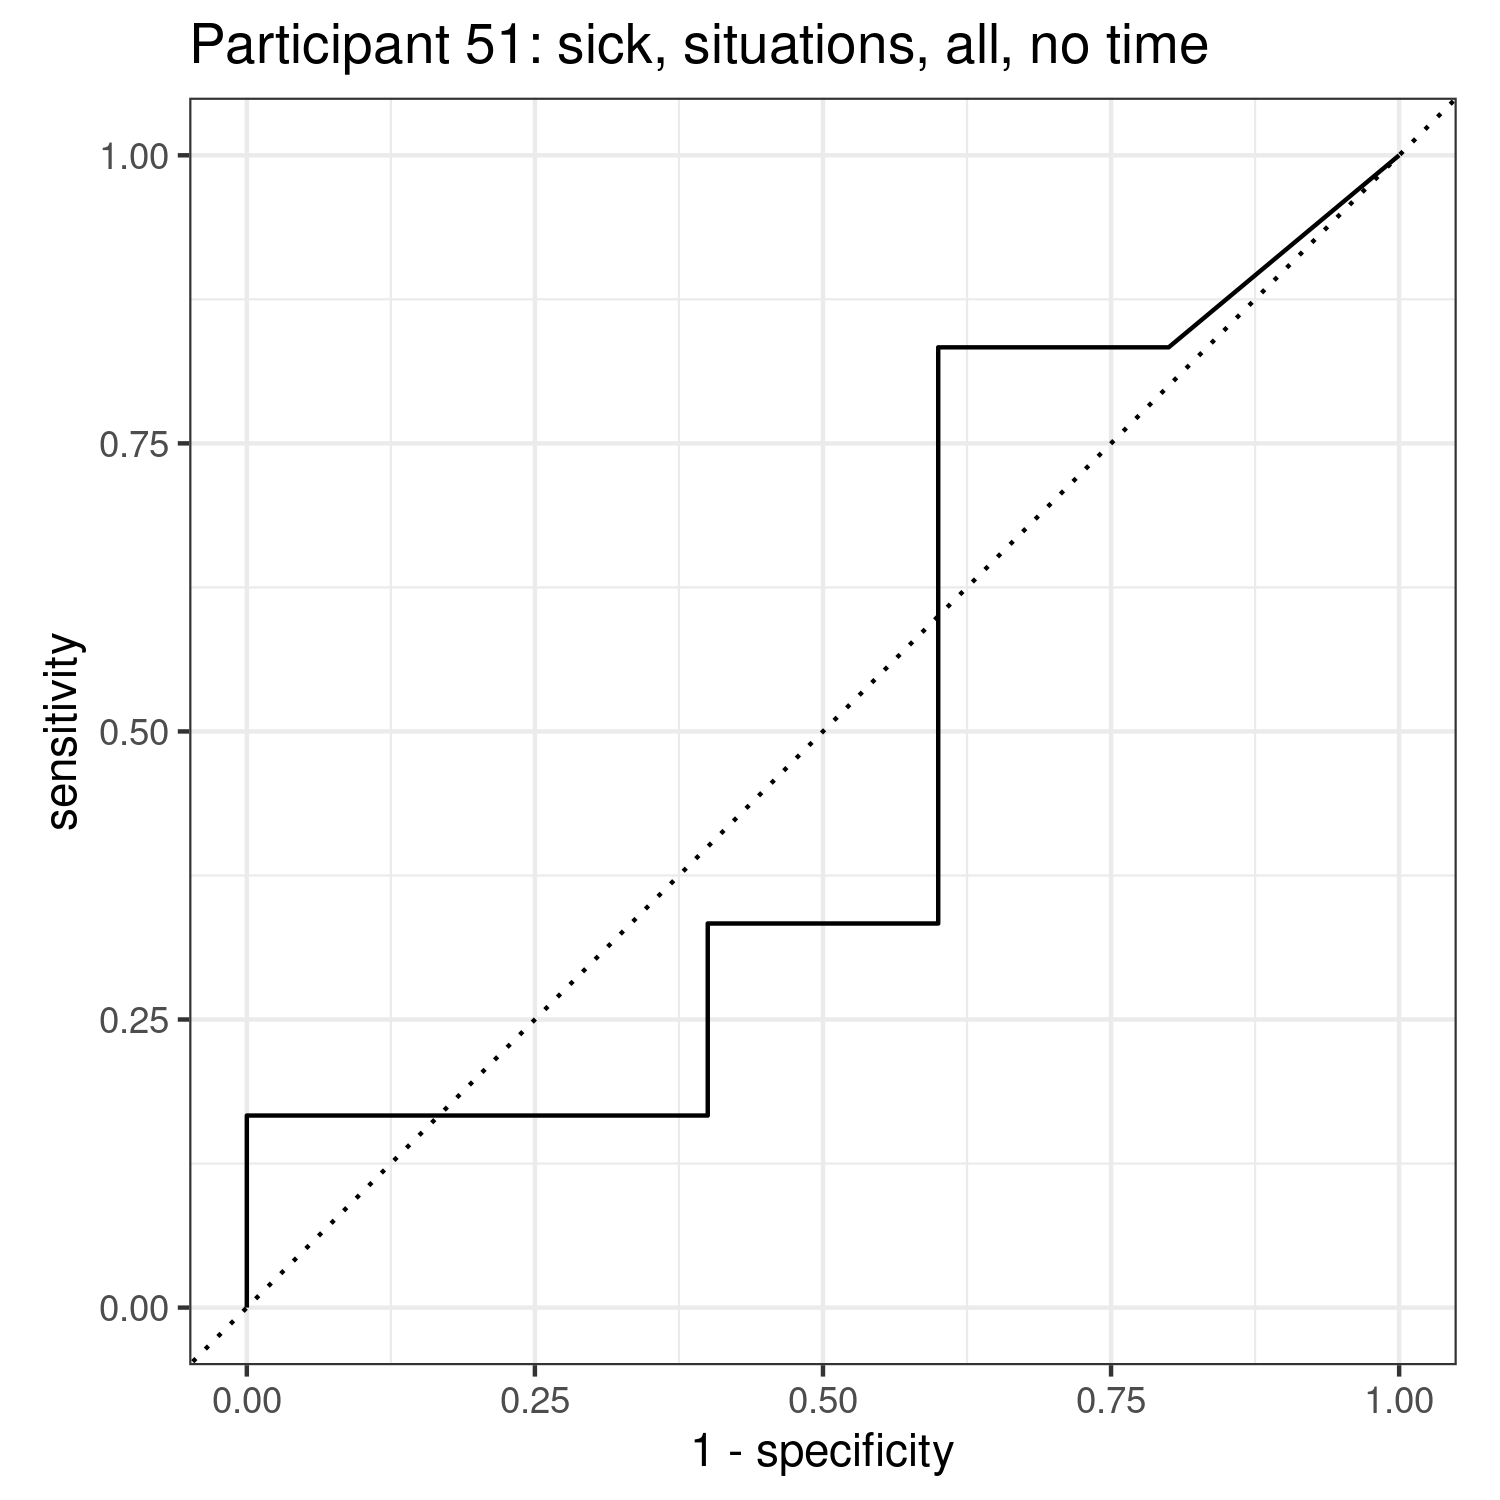 Participant 51: sick, situations, all, no time
1.00
0.75
0.50
0.25
0.00
sensitivity
0.00 0.25 0.50 0.75 1.00
1 - specificity